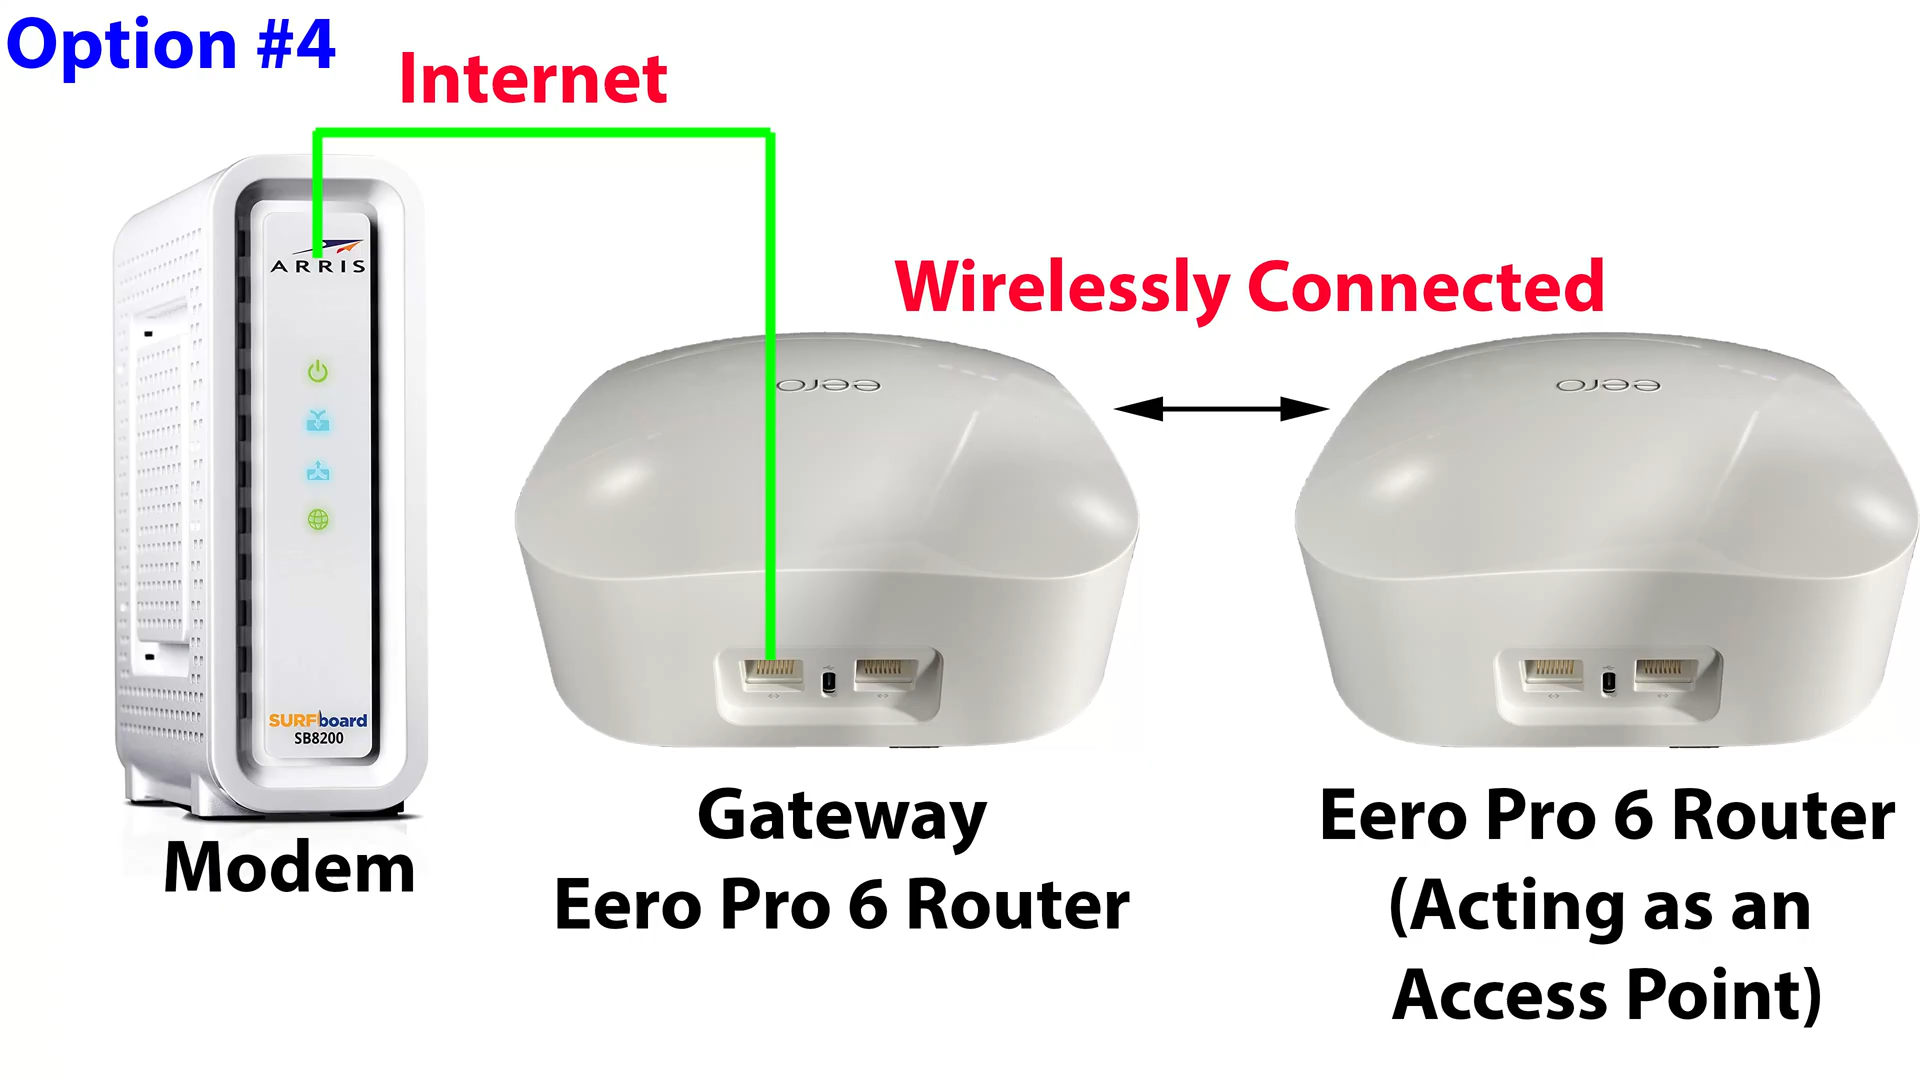 Option #4
Internet
ARRIS
Wirelessly Connected
eero
eero
SURFboard
SB8200
Gateway
Eero Pro 6 Router
Modem
Eero Pro 6 Router
(Acting as an
Access Point)